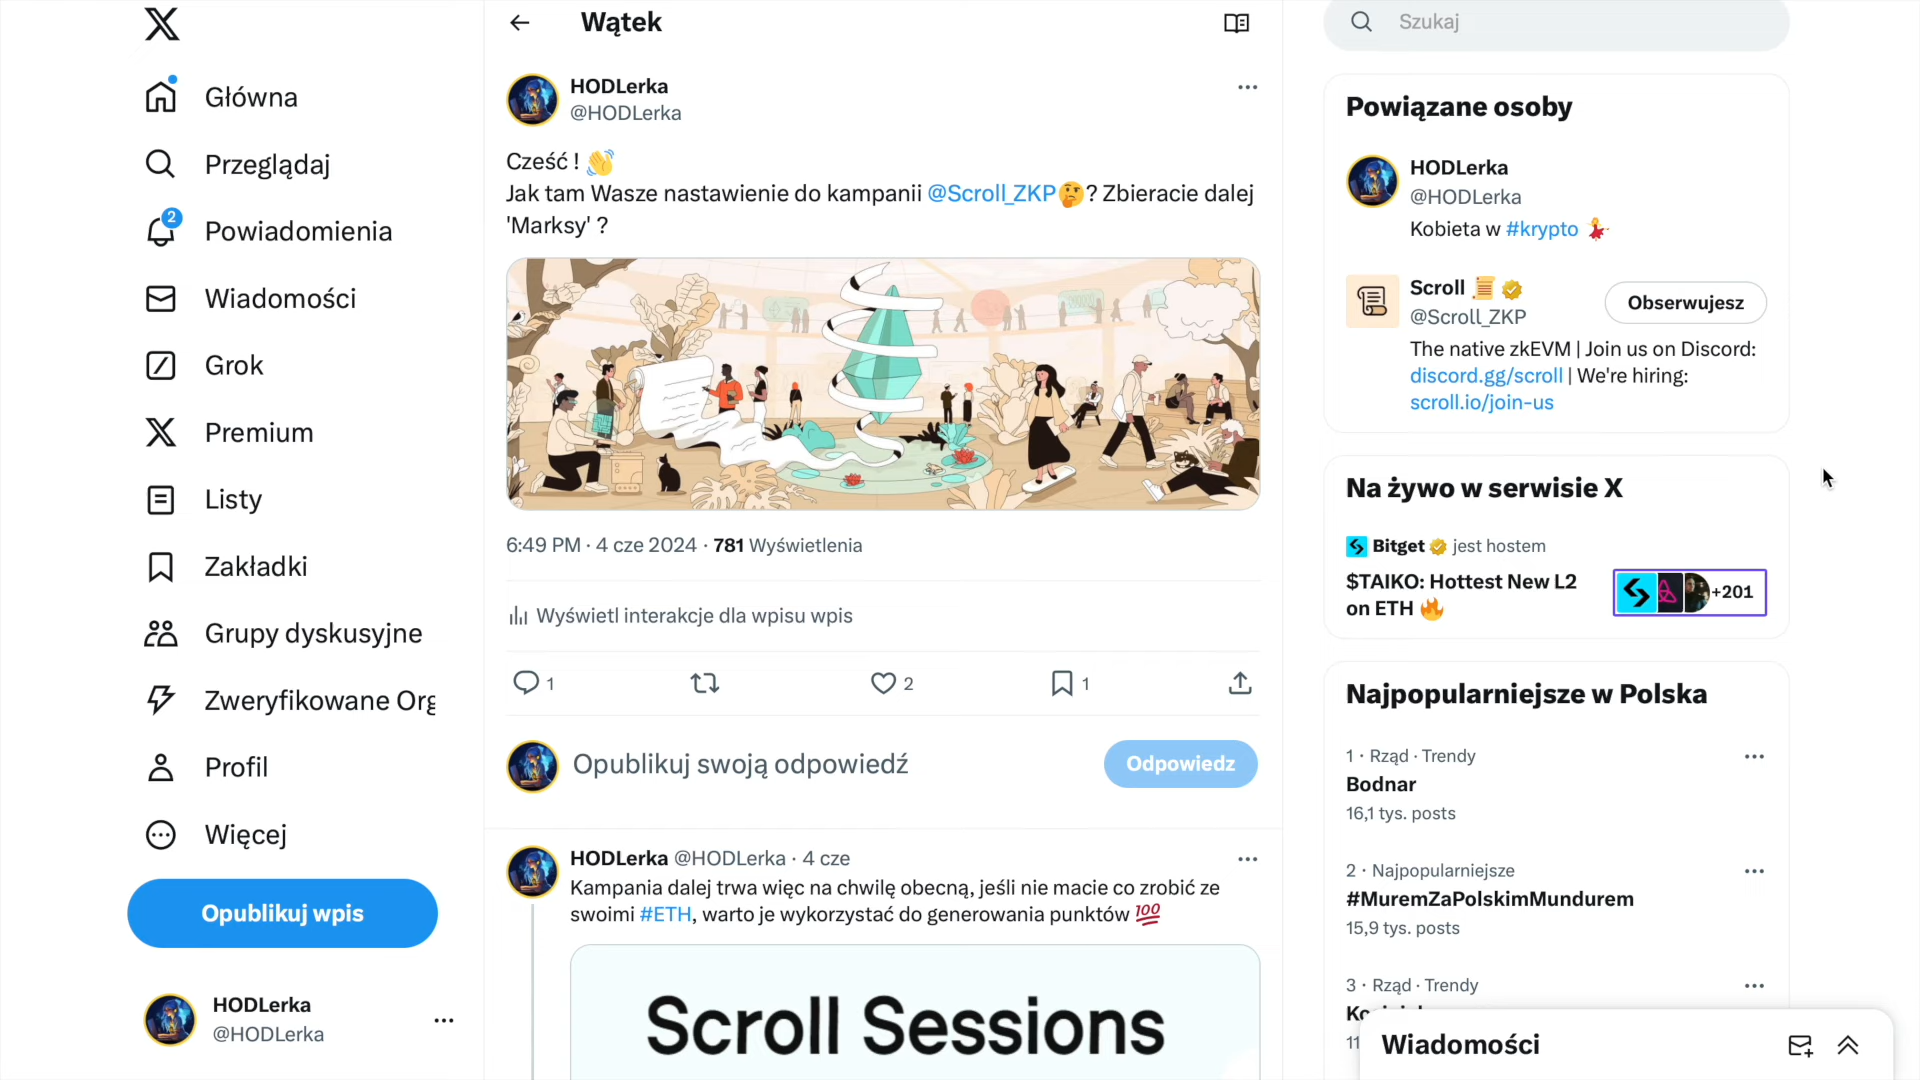 Główna
Przeglądaj
2
Powiadomienia
Wiadomości
Grok
Premium
Listy
Zakładki
Grupy dyskusyjne
Zweryfikowane Org
Profil
Więcej
Opublikuj wpis
HODLerka
@HODLerka
Wątek
HODLerka
@HODLerka
Cześć ! 👋
Jak tam Wasze nastawienie do kampanii @Scroll_ZKP🤔? Zbieracie dalej
'Marksy' ?
6:49 PM · 4 cze 2024 · 781 Wyświetlenia
Wyświetl interakcje dla wpisu wpis
1
2
1
Opublikuj swoją odpowiedź
Odpowiedz
HODLerka @HODLerka · 4 cze
Kampania dalej trwa więc na chwilę obecną, jeśli nie macie co zrobić ze
swoimi #ETH, warto je wykorzystać do generowania punktów 💯
Scroll Sessions
Szukaj
Powiązane osoby
HODLerka
@HODLerka
Kobieta w #krypto 💃
Scroll 📜
@Scroll_ZKP
Obserwujesz
The native zkEVM | Join us on Discord:
discord.gg/scroll | We're hiring:
scroll.io/join-us
Na żywo w serwisie X
Bitget jest hostem
$TAIKO: Hottest New L2
on ETH 🔥
+201
Najpopularniejsze w Polska
1 · Rząd · Trendy
Bodnar
16,1 tys. posts
2 · Najpopularniejsze
#MuremZaPolskimMundurem
15,9 tys. posts
3 · Rząd · Trendy
Wiadomości